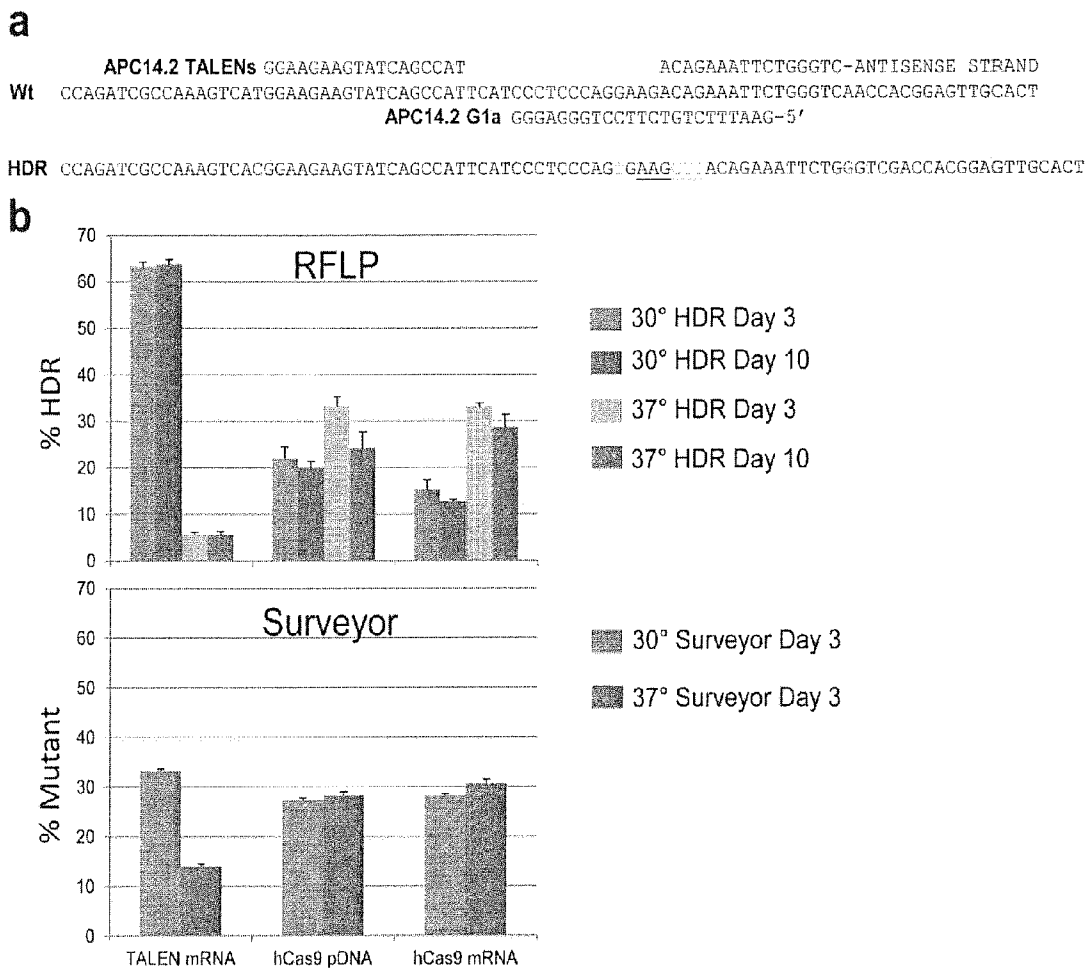 a
APC14.2 TALENs GGAAGAAGTATCAGCCAT ACAGAAATTCTGGGTC-ANTISENSE STRAND
Wt CCAGATCGCCAAAGTCATGGAAGAAGTATCAGCCATTCATCCCTCCCAGGAAGACAGAAATTCTGGGTCAACCACGGAGTTGCACT
APC14.2 G1a GGGAGGGTCCTTCTGTCTTTAAG-5'
HDR CCAGATCGCCAAAGTCACGGAAGAAGTATCAGCCATTCATCCCTCCCAG GAAG ACAGAAATTCTGGGTCGACCACGGAGTTGCACT
b
RFLP
% HDR
70
60
50
40
30
20
10
0
30° HDR Day 3
30° HDR Day 10
37° HDR Day 3
37° HDR Day 10
Surveyor
% Mutant
70
60
50
40
30
20
10
0
30° Surveyor Day 3
37° Surveyor Day 3
TALEN mRNA hCas9 pDNA hCas9 mRNA